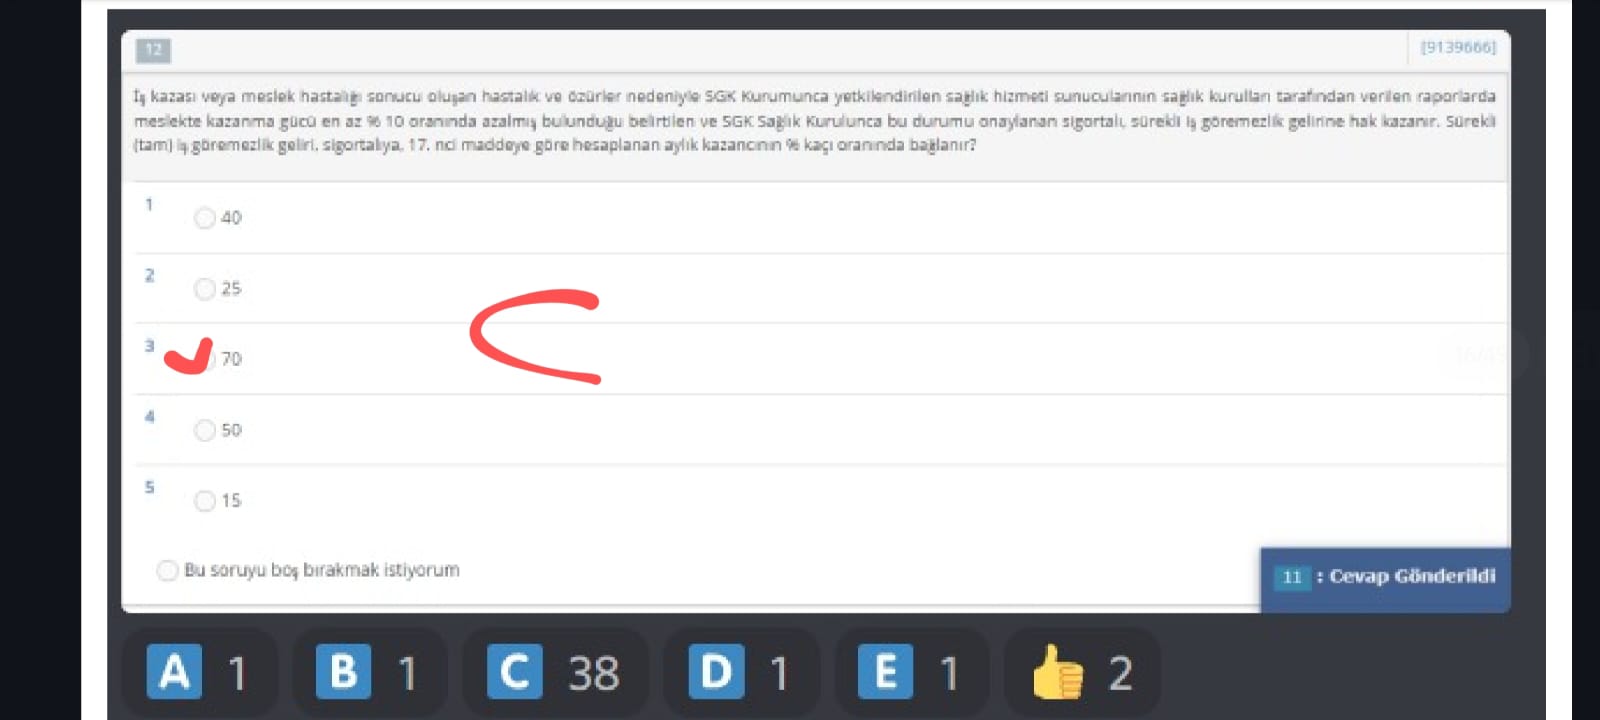 12
[9139666]
İş kazası veya meslek hastalığı sonucu oluşan hastalık ve özürler nedeniyle SGK Kurumunca yetkilendirilen sağlık hizmeti sunucularının sağlık kurulları tarafından verilen raporlarda
meslekte kazanma gücü en az % 10 oranında azalmış bulunduğu belirtilen ve SGK Sağlık Kurulunca bu durumu onaylanan sigortalı, sürekli iş göremezlik gelirine hak kazanır. Sürekli
(tam) iş göremezlik geliri, sigortalıya, 17. nci maddeye göre hesaplanan aylık kazancının % kaçı oranında bağlanır?
1
40
2
25
3
70
4
50
5
15
Bu soruyu boş bırakmak istiyorum
11 : Cevap Gönderildi
A 1 B 1 C 38 D 1 E 1 👍 2